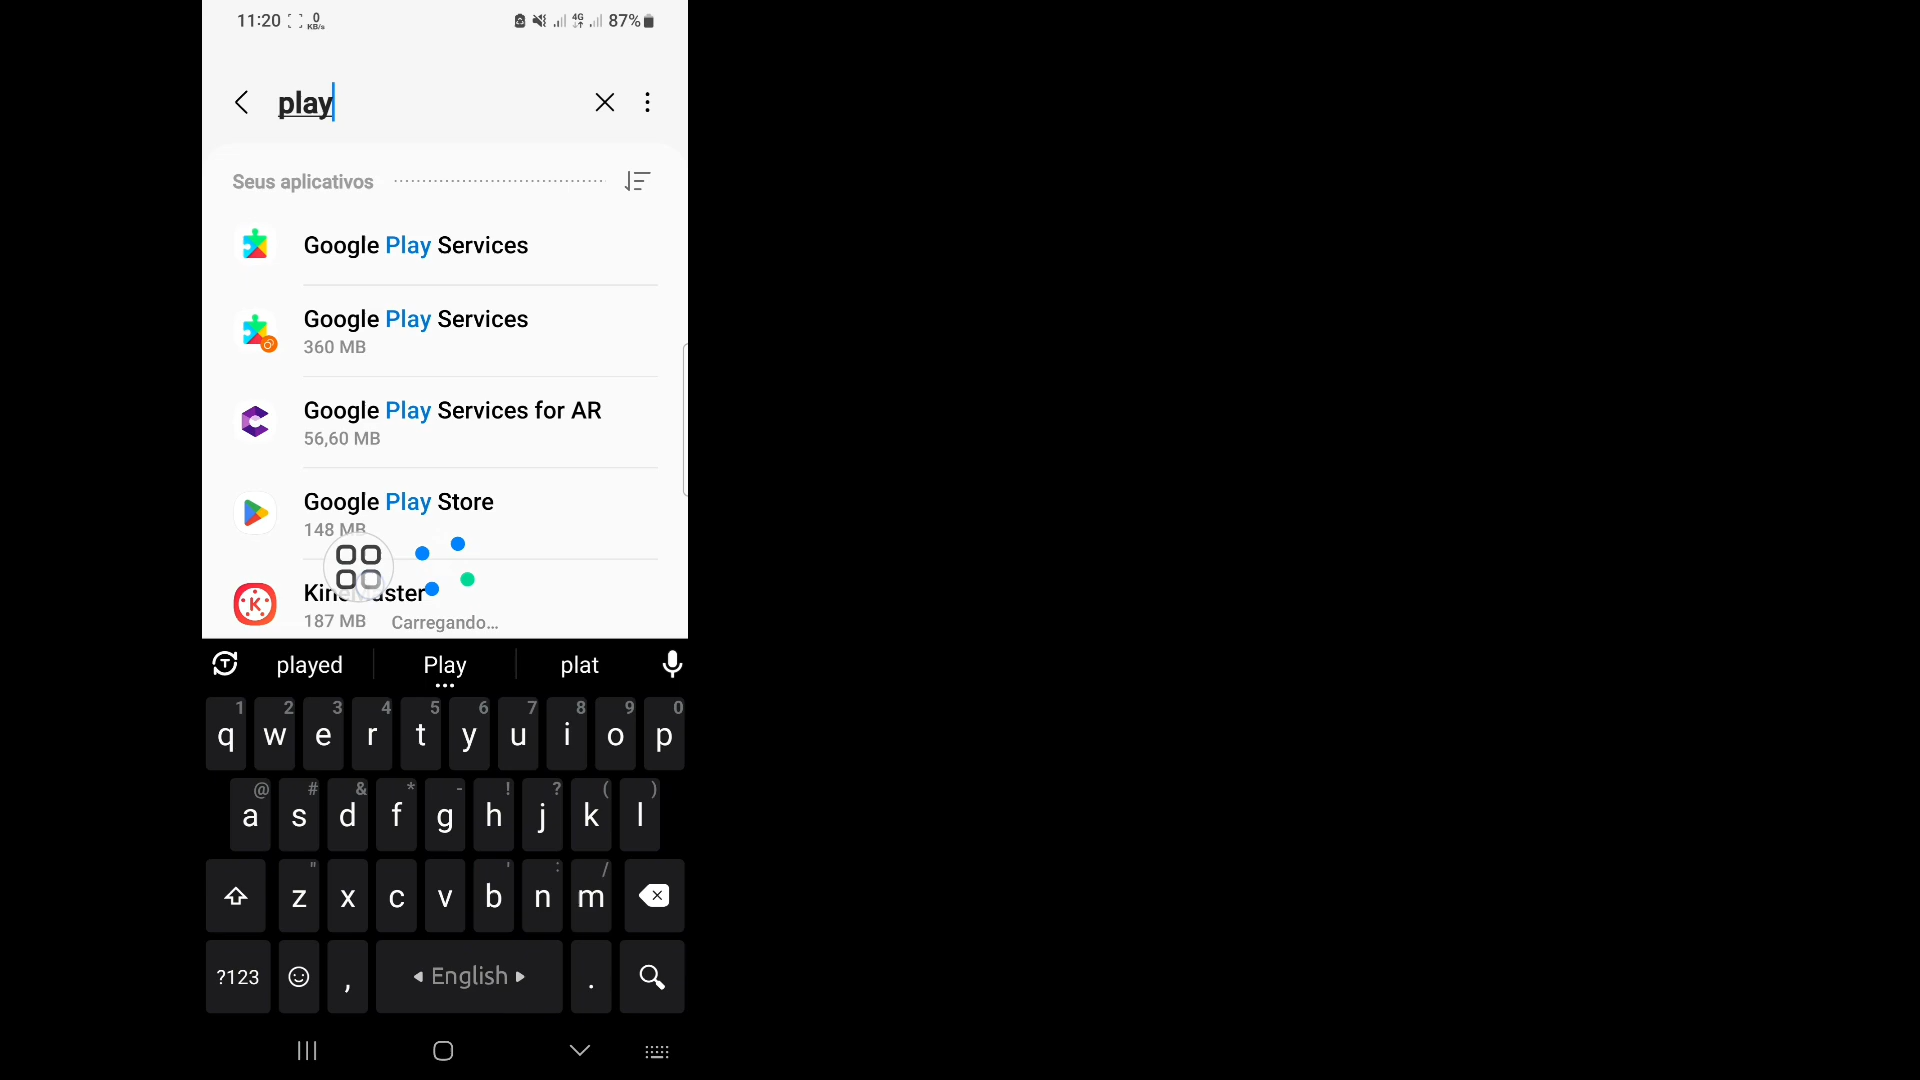 11:20 0 KB/s 4G 87%
play
Seus aplicativos
Google Play Services
Google Play Services
360 MB
Google Play Services for AR
56,60 MB
Google Play Store
148 MB
187 MB
Carregando...
played Play plat
1 2 3 4 5 6 7 8 9 0
q w e r t y u i o p
@ # & * - ! ? ( )
a s d f g h j k l
" ' : /
z x c v b n m
?123 , English .